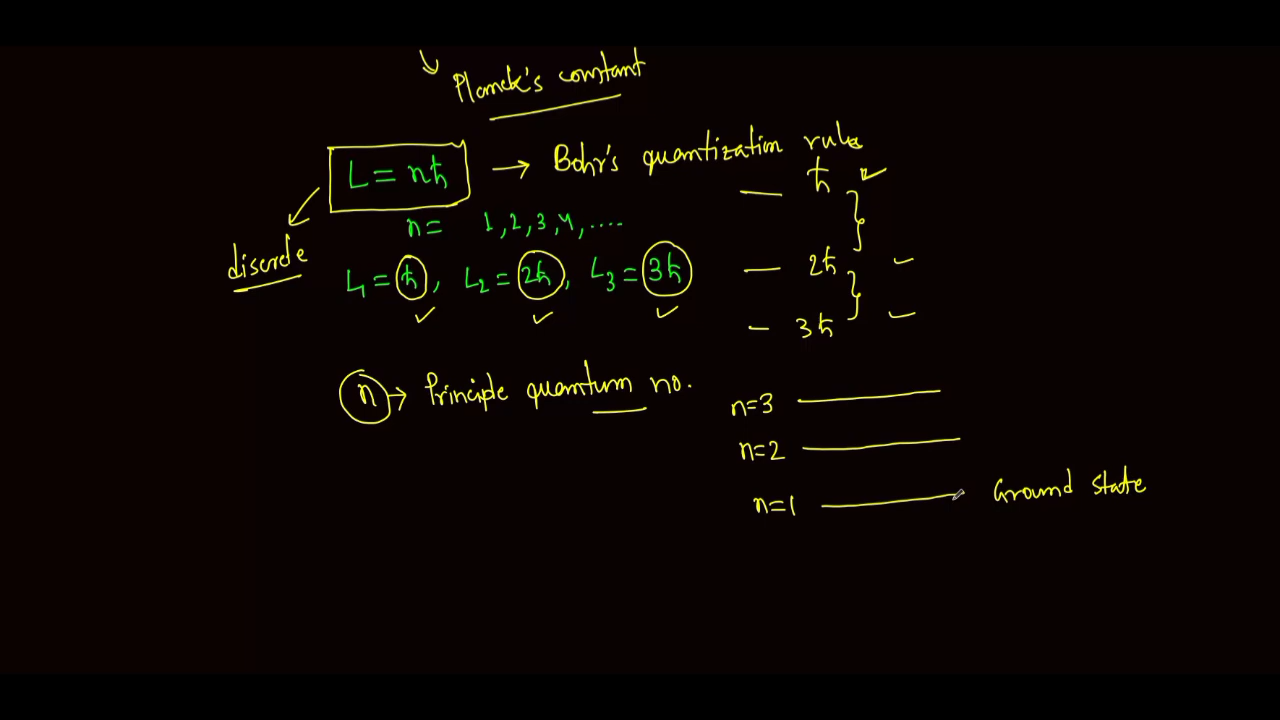 Planck's constant
L = nħ → Bohr's quantization rule
ħ
n = 1, 2, 3, 4, ....
discrete
L1 = ħ, L2 = 2ħ, L3 = 3ħ
2ħ
3ħ
n → Principle quantum no.
n=3
n=2
n=1 Ground state